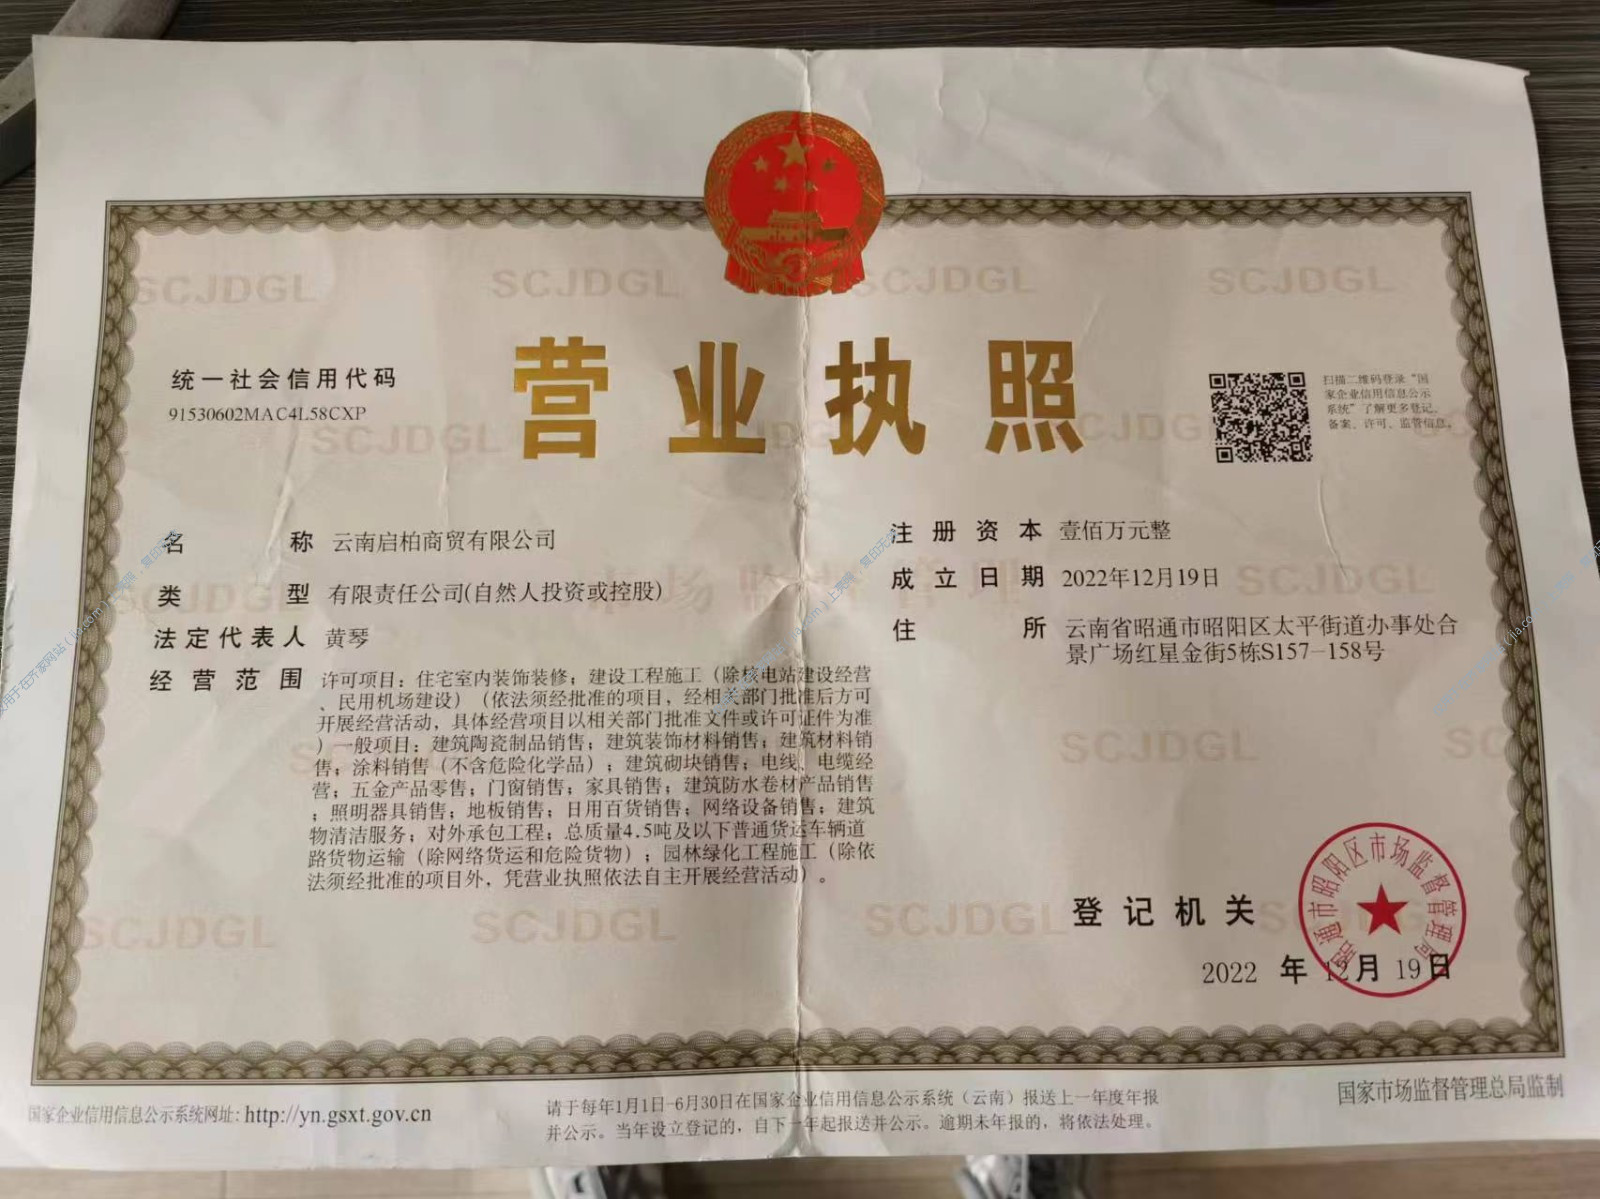 营业执照
统一社会信用代码
91530602MAC4L58CXP
扫描二维码登录“国
家企业信用信息公示
系统”了解更多登记、
备案、许可、监管信息。
名称 云南启柏商贸有限公司
类型 有限责任公司(自然人投资或控股)
法定代表人 黄琴
经营范围 许可项目：住宅室内装饰装修；建设工程施工（除核电站建设经营
、民用机场建设）（依法须经批准的项目，经相关部门批准后方可
开展经营活动，具体经营项目以相关部门批准文件或许可证件为准
）一般项目：建筑陶瓷制品销售；建筑装饰材料销售；建筑材料销
售；涂料销售（不含危险化学品）；建筑砌块销售；电线、电缆经
营；五金产品零售；门窗销售；家具销售；建筑防水卷材产品销售
；照明器具销售；地板销售；日用百货销售；网络设备销售；建筑
物清洁服务；对外承包工程；总质量4.5吨及以下普通货运车辆道
路货物运输（除网络货运和危险货物）；园林绿化工程施工（除依
法须经批准的项目外，凭营业执照依法自主开展经营活动）。
注册资本 壹佰万元整
成立日期 2022年12月19日
住所 云南省昭通市昭阳区太平街道办事处合
景广场红星金街5栋S157—158号
登记机关
昭通市昭阳区市场监督管理局
2022 年 12月 19日
国家企业信用信息公示系统网址: http://yn.gsxt.gov.cn
请于每年1月1日-6月30日在国家企业信用信息公示系统（云南）报送上一年度年报
并公示。当年设立登记的，自下一年起报送并公示。逾期未年报的，将依法处理。
国家市场监督管理总局监制
SCJDGL
市场监督管理